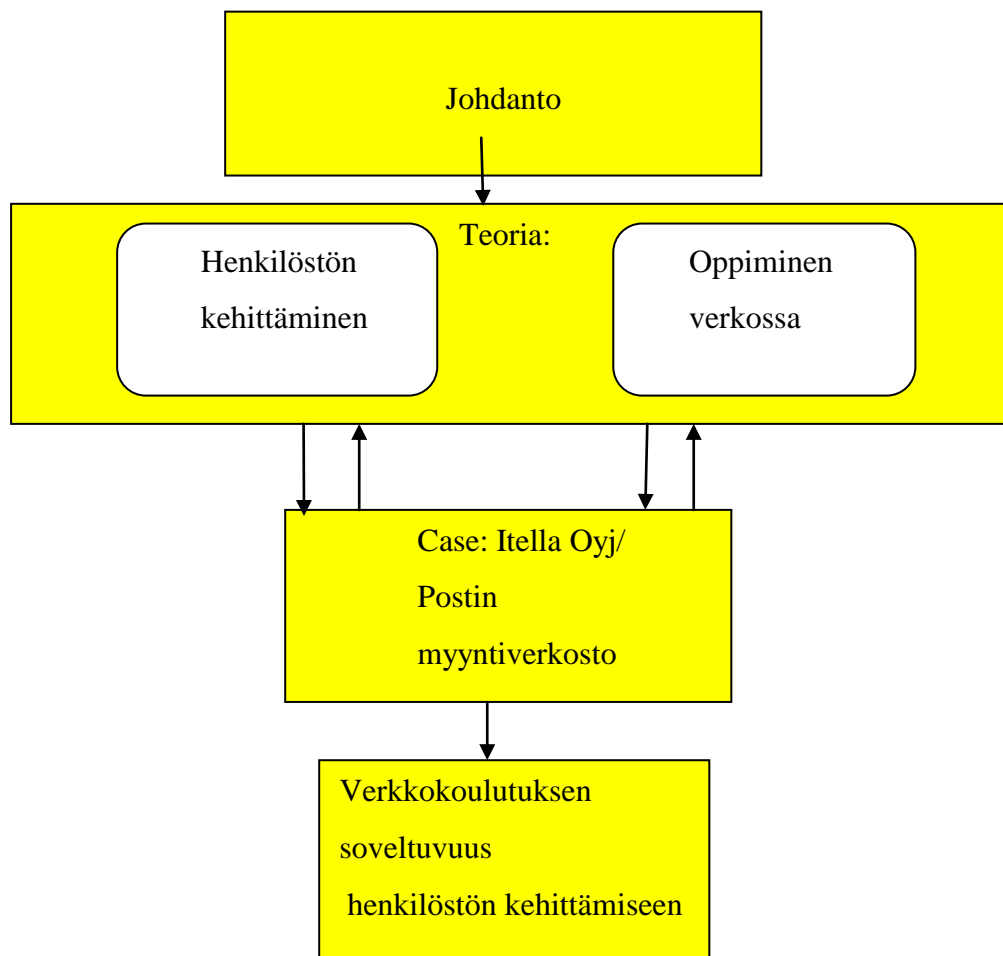 Johdanto
Teoria:
Henkilöstön
kehittäminen
Oppiminen
verkossa
Case: Itella Oyj/
Postin
myyntiverkosto
Verkkokoulutuksen
soveltuvuus
henkilöstön kehittämiseen